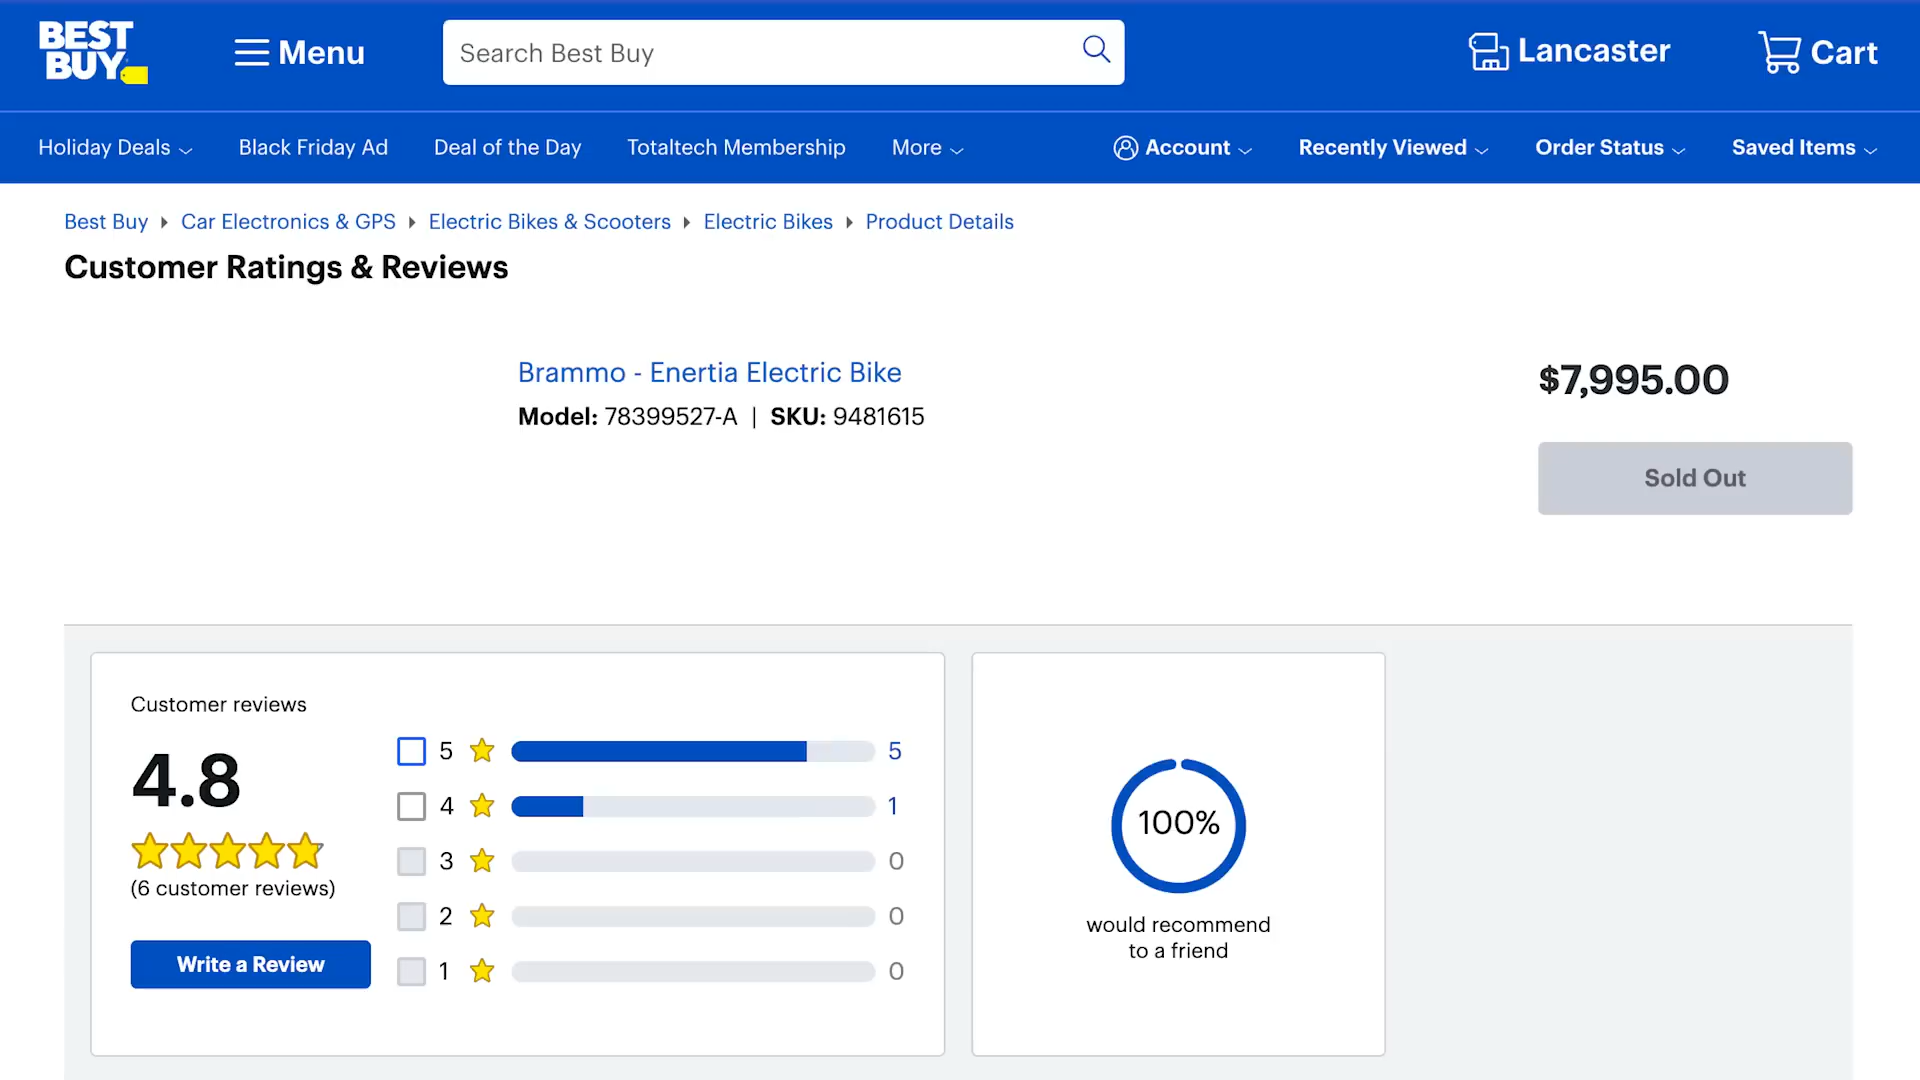 BEST BUY
Menu
Search Best Buy
Lancaster
Cart
Holiday Deals
Black Friday Ad
Deal of the Day
Totaltech Membership
More
Account
Recently Viewed
Order Status
Saved Items
Best Buy
Car Electronics & GPS
Electric Bikes & Scooters
Electric Bikes
Product Details
Customer Ratings & Reviews
Brammo - Enertia Electric Bike
$7,995.00
Model: 78399527-A | SKU: 9481615
Sold Out
Customer reviews
4.8
(6 customer reviews)
Write a Review
5 5
4 1
3 0
2 0
1 0
100%
would recommend
to a friend